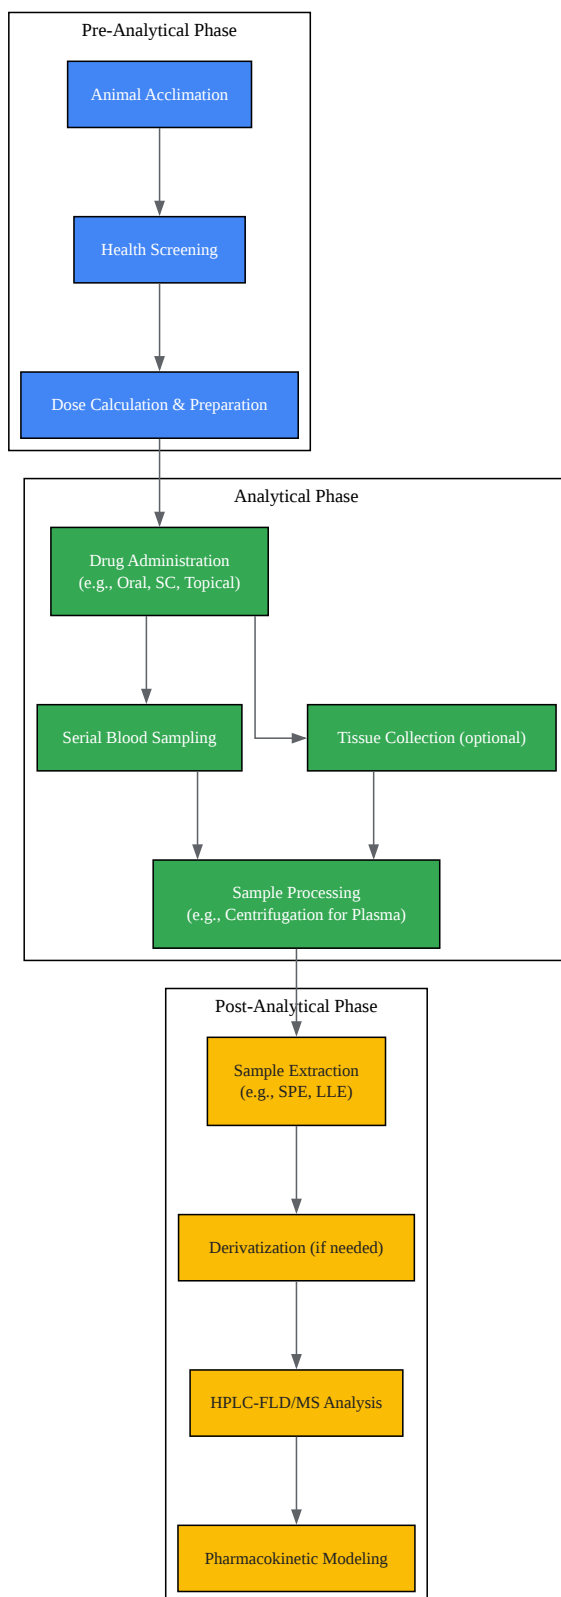 Pre-Analytical Phase
Animal Acclimation
Health Screening
Dose Calculation & Preparation
Analytical Phase
Drug Administration
(e.g., Oral, SC, Topical)
Serial Blood Sampling
Tissue Collection (optional)
Sample Processing
(e.g., Centrifugation for Plasma)
Post-Analytical Phase
Sample Extraction
(e.g., SPE, LLE)
Derivatization (if needed)
HPLC-FLD/MS Analysis
Pharmacokinetic Modeling